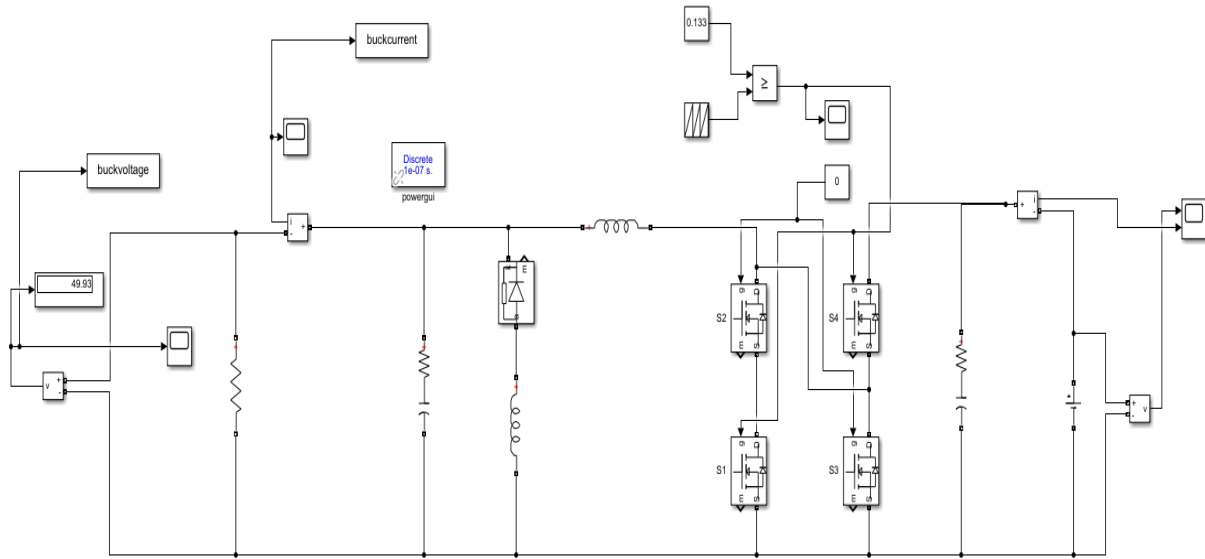 0.133
buckcurrent
≥
buckvoltage
Discrete
1e-07 s.
powergui
0
i
+
-
i
+
-
49.93
m
k
a
S2
g
D
m
S
S4
g
D
m
S
v
+
-
+
+
-
v
S1
g
D
m
S
S3
g
D
m
S